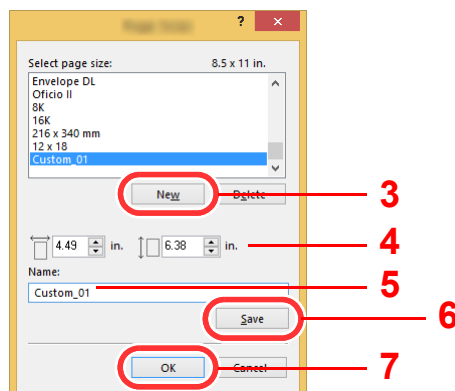 ?
Select page size: 8.5 x 11 in.
Envelope DL
Oficio II
8K
16K
216 x 340 mm
12 x 18
Custom_01
New Delete 3
4.49 in. 6.38 in. 4
Name:
Custom_01 5
Save 6
OK Cancel 7